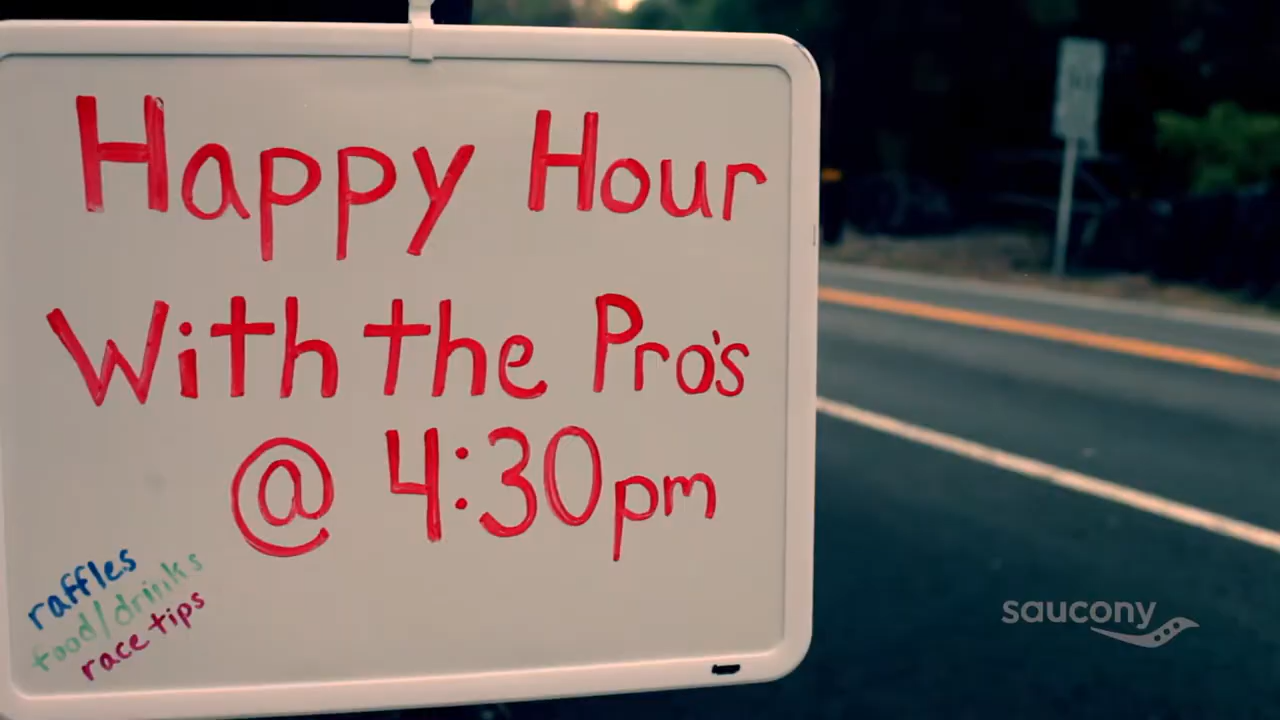 Happy Hour
With the Pro's
@ 4:30pm
raffles
food/drinks
race tips
saucony